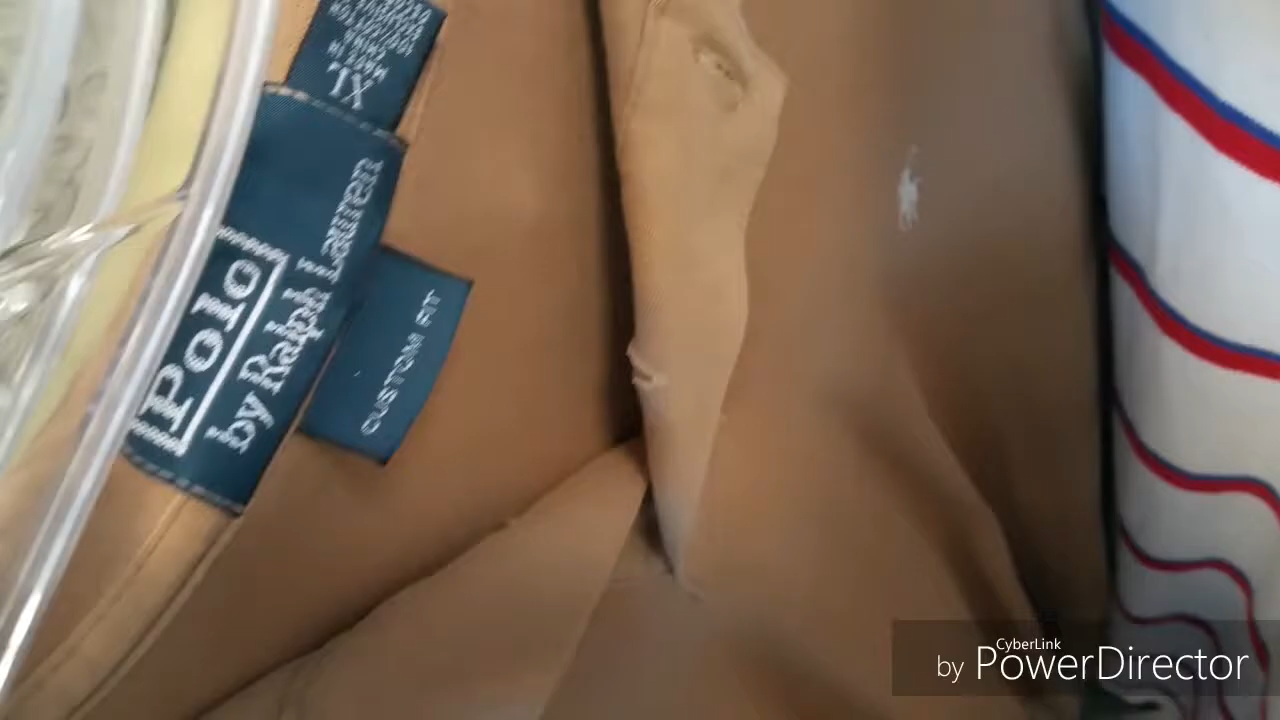 XL
Polo
by Ralph Lauren
CUSTOM FIT
CyberLink
by PowerDirector